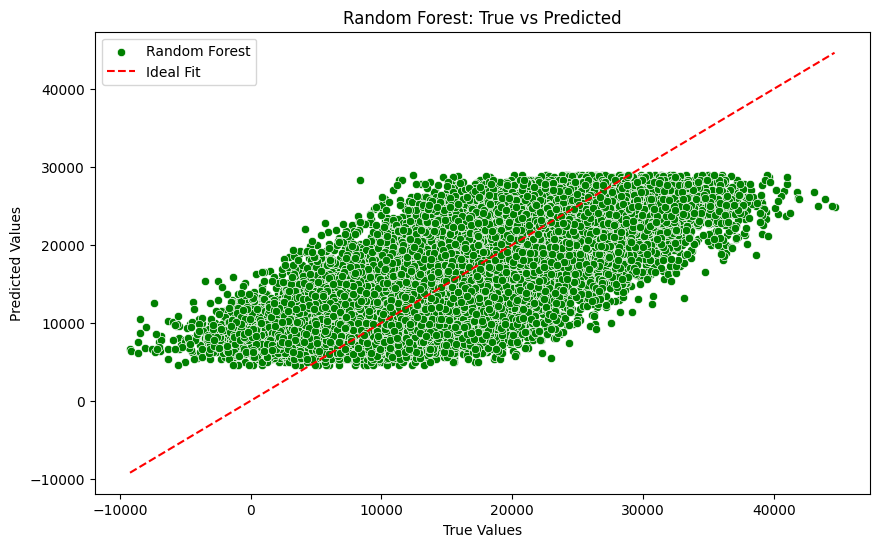 Random Forest: True vs Predicted
Random Forest
Ideal Fit
40000
30000
20000
10000
0
−10000
Predicted Values
−10000
0
10000
20000
30000
40000
True Values